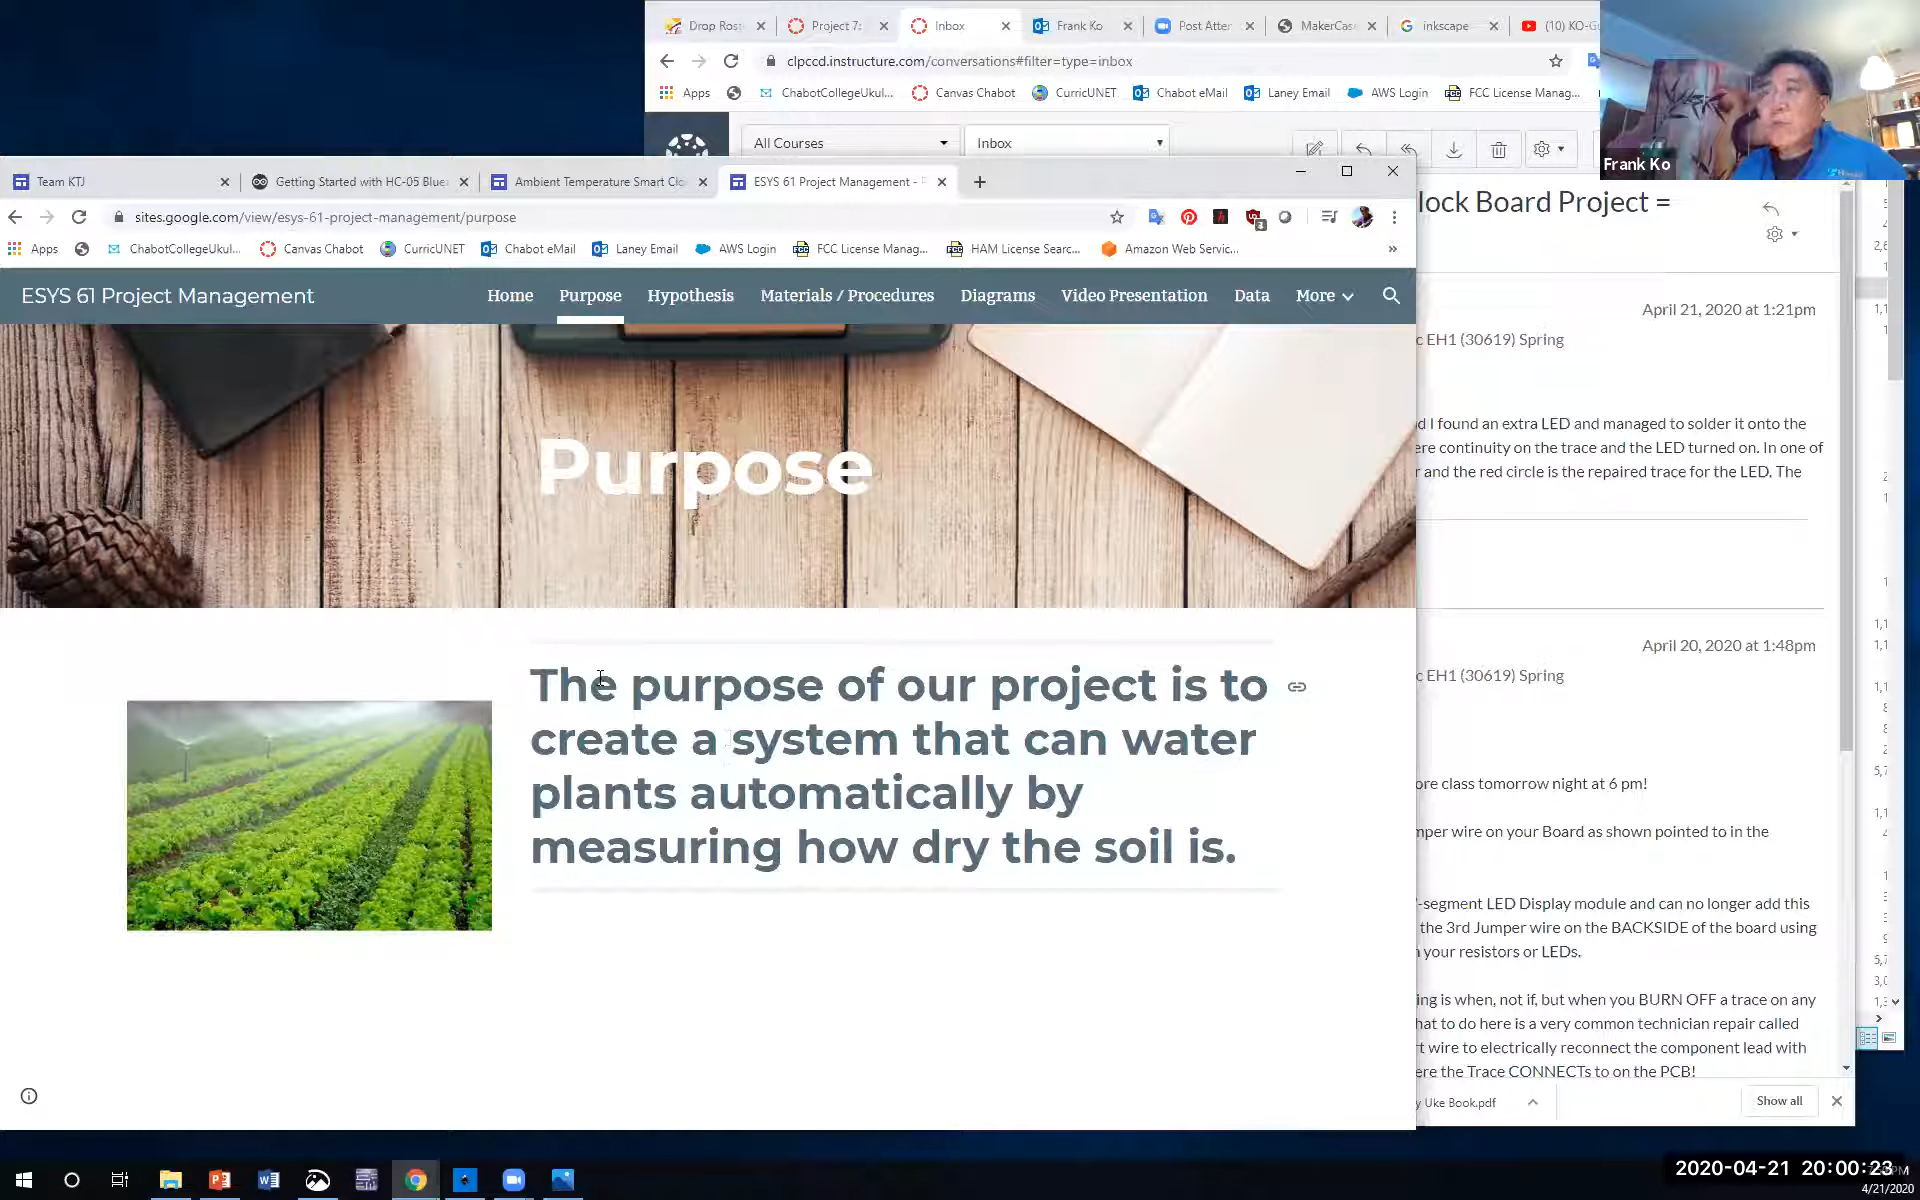 Drop Rost
Project 7:
Inbox
Frank Ko
Post Atten
MakerCase
inkscape
(10) KO-G
clpccd.instructure.com/conversations#filter=type=inbox
Apps
ChabotCollegeUkul...
Canvas Chabot
CurricUNET
Chabot eMail
Laney Email
AWS Login
FCC License Manag...
All Courses
Inbox
Frank Ko
Team KTJ
Getting Started with HC-05 Blue
Ambient Temperature Smart Clo
ESYS 61 Project Management -
sites.google.com/view/esys-61-project-management/purpose
Apps
ChabotCollegeUkul...
Canvas Chabot
CurricUNET
Chabot eMail
Laney Email
AWS Login
FCC License Manag...
HAM License Searc...
Amazon Web Servic...
»
ESYS 61 Project Management
Home
Purpose
Hypothesis
Materials / Procedures
Diagrams
Video Presentation
Data
More
Purpose
The purpose of our project is to
create a system that can water
plants automatically by
measuring how dry the soil is.
lock Board Project =
April 21, 2020 at 1:21pm
c EH1 (30619) Spring
d I found an extra LED and managed to solder it onto the
ere continuity on the trace and the LED turned on. In one of
r and the red circle is the repaired trace for the LED. The
April 20, 2020 at 1:48pm
c EH1 (30619) Spring
ore class tomorrow night at 6 pm!
mper wire on your Board as shown pointed to in the
-segment LED Display module and can no longer add this
the 3rd Jumper wire on the BACKSIDE of the board using
your resistors or LEDs.
ing is when, not if, but when you BURN OFF a trace on any
hat to do here is a very common technician repair called
rt wire to electrically reconnect the component lead with
ere the Trace CONNECTs to on the PCB!
y Uke Book.pdf
Show all
2020-04-21 20:00:23
4/21/2020